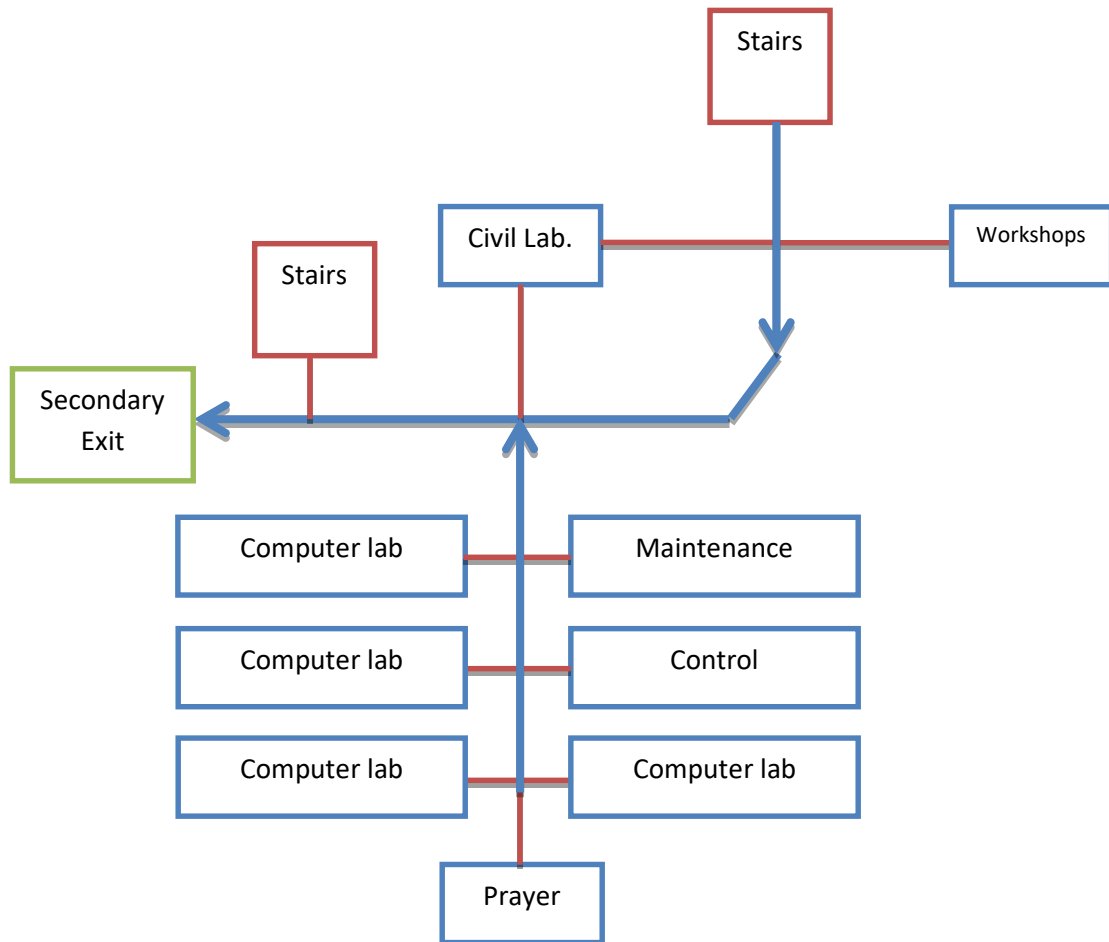 Stairs
Civil Lab.
Workshops
Stairs
Secondary
Exit
Computer lab
Maintenance
Computer lab
Control
Computer lab
Computer lab
Prayer